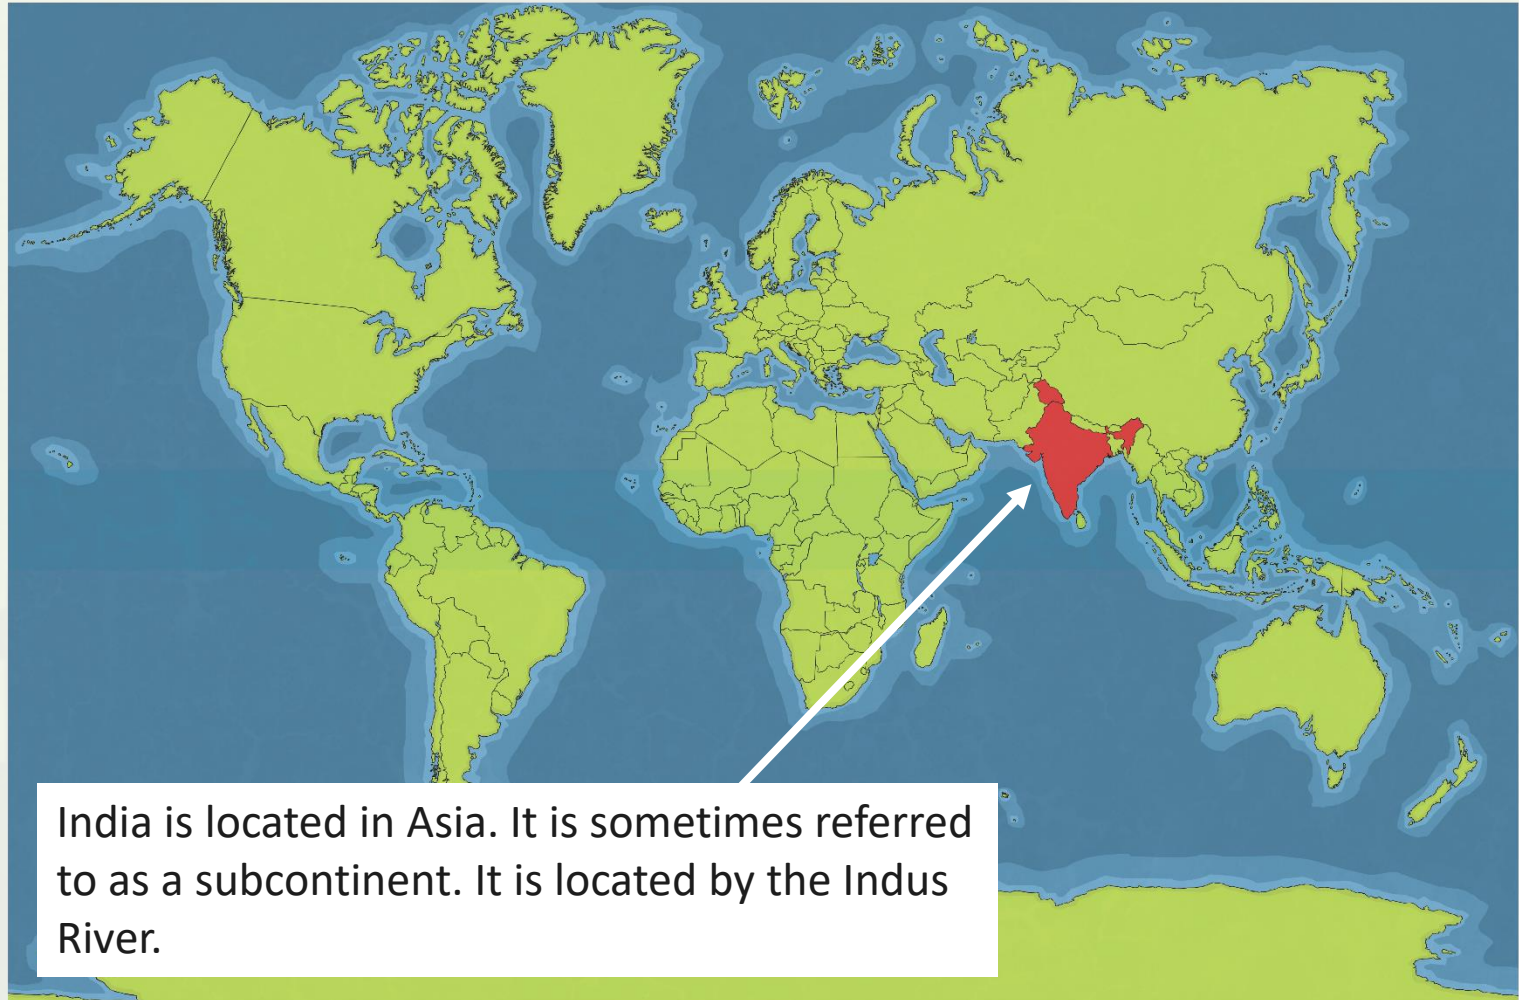 India is located in Asia. It is sometimes referred
to as a subcontinent. It is located by the Indus
River.